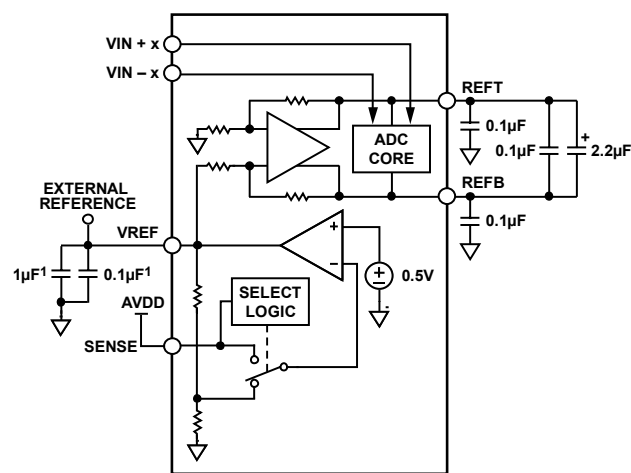 VIN + x
VIN – x
REFT
0.1µF
ADC
CORE
0.1µF
+
2.2µF
REFB
EXTERNAL
REFERENCE
0.1µF
VREF
+
–
0.5V
1µF1
0.1µF1
SELECT
LOGIC
AVDD
SENSE